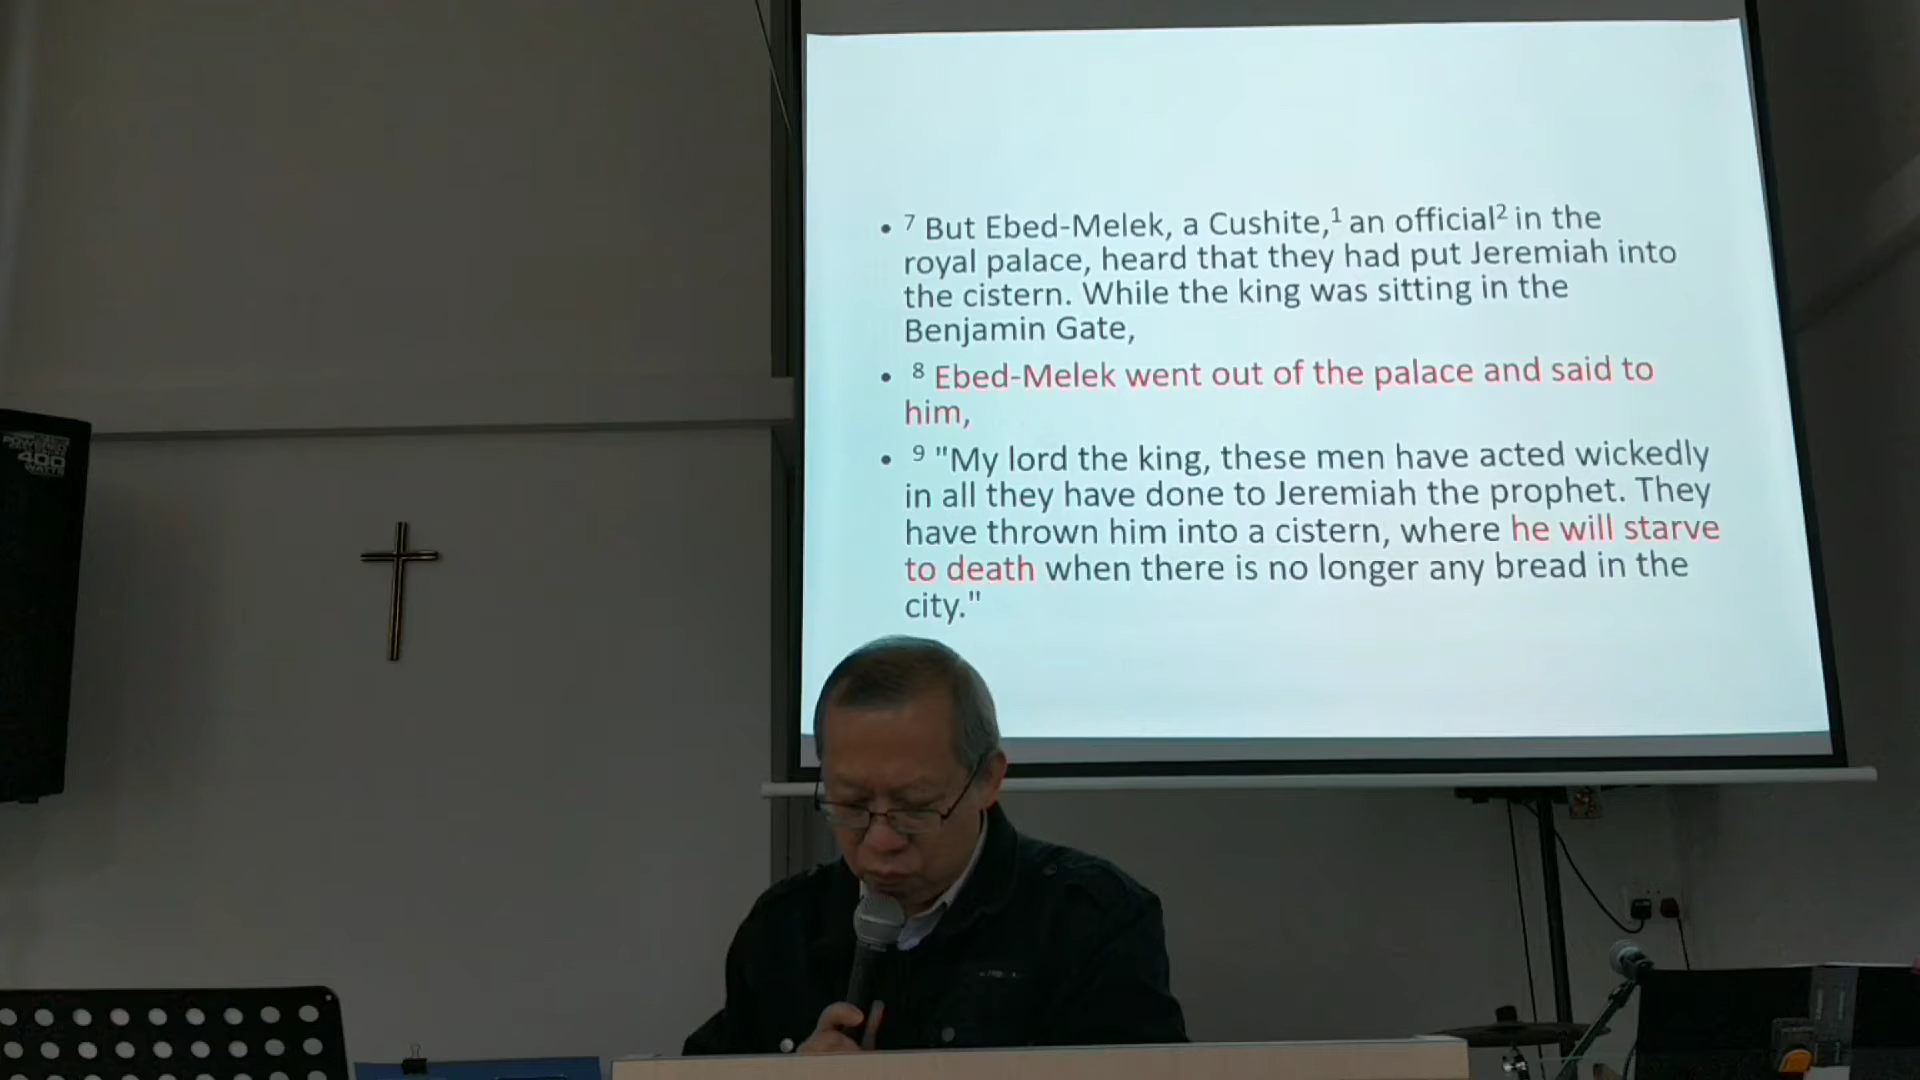 • ⁷ But Ebed-Melek, a Cushite,¹ an official² in the
royal palace, heard that they had put Jeremiah into
the cistern. While the king was sitting in the
Benjamin Gate,
• ⁸ Ebed-Melek went out of the palace and said to
him,
• ⁹ "My lord the king, these men have acted wickedly
in all they have done to Jeremiah the prophet. They
have thrown him into a cistern, where he will starve
to death when there is no longer any bread in the
city."
POWERED
400
WATTS